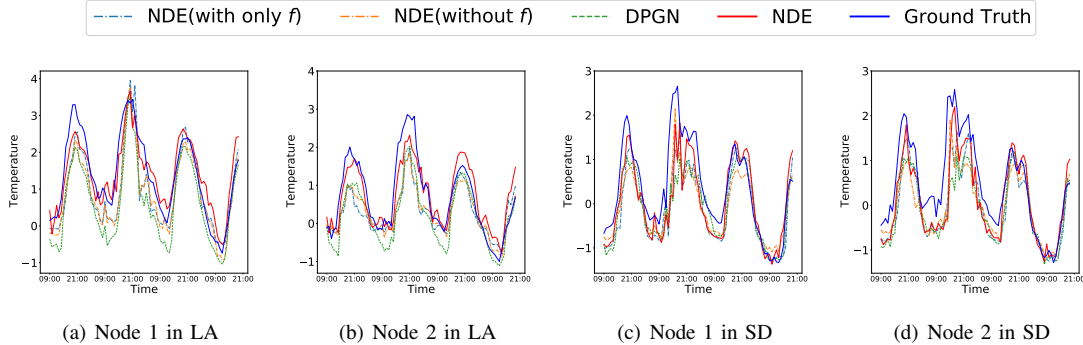 NDE(with only f) NDE(without f) DPGN NDE Ground Truth
4
3
2
1
0
−1
Temperature
09:00 21:00 09:00 21:00 09:00 21:00 09:00 21:00
Time
(a) Node 1 in LA
4
3
2
1
0
−1
Temperature
09:00 21:00 09:00 21:00 09:00 21:00 09:00 21:00
Time
(b) Node 2 in LA
3
2
1
0
−1
Temperature
09:00 21:00 09:00 21:00 09:00 21:00 09:00 21:00
Time
(c) Node 1 in SD
3
2
1
0
−1
Temperature
09:00 21:00 09:00 21:00 09:00 21:00 09:00 21:00
Time
(d) Node 2 in SD